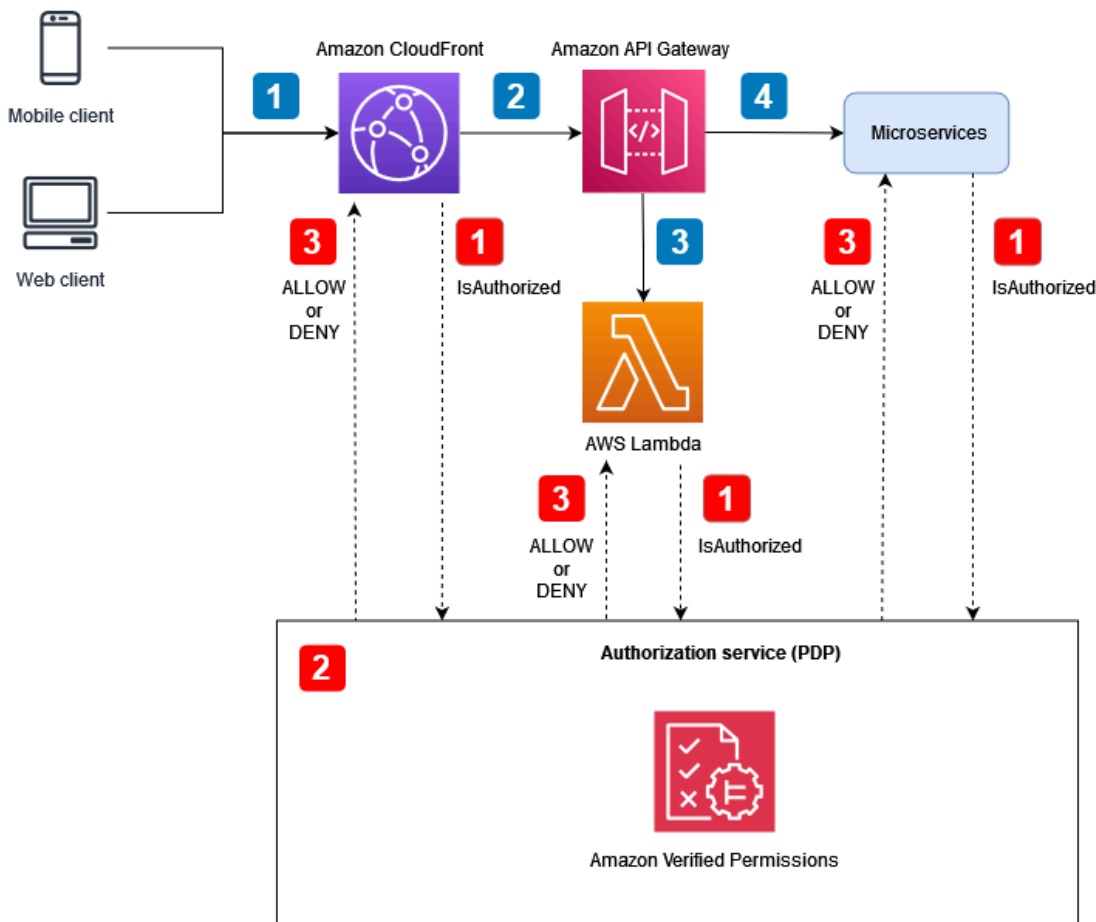 Amazon CloudFront
Amazon API Gateway
Mobile client
1
2
4
Microservices
Web client
3
ALLOW
or
DENY
1
IsAuthorized
3
3
ALLOW
or
DENY
1
IsAuthorized
AWS Lambda
3
ALLOW
or
DENY
1
IsAuthorized
2
Authorization service (PDP)
Amazon Verified Permissions